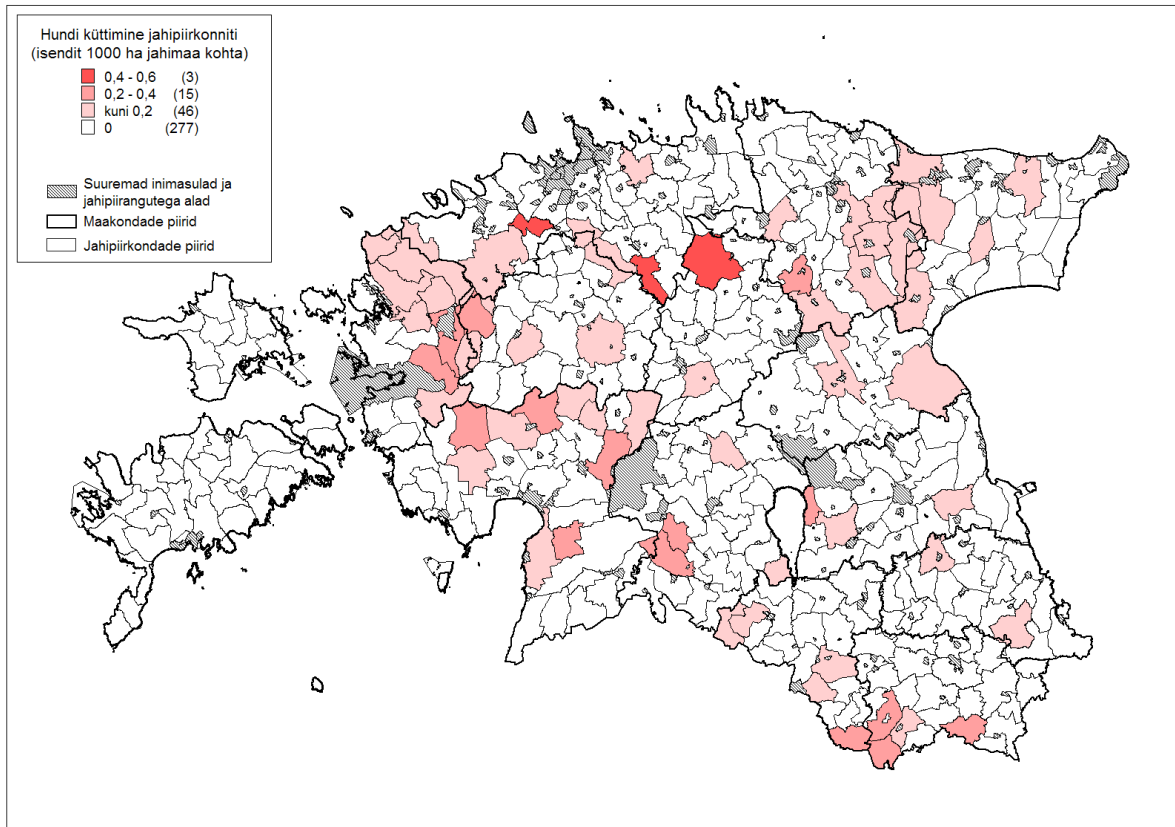 Hundi küttimine jahipiirkonniti
(isendit 1000 ha jahimaa kohta)
0,4 - 0,6 (3)
0,2 - 0,4 (15)
kuni 0,2 (46)
0 (277)
Suuremad inimasulad ja
jahipiirangutega alad
Maakondade piirid
Jahipiirkondade piirid